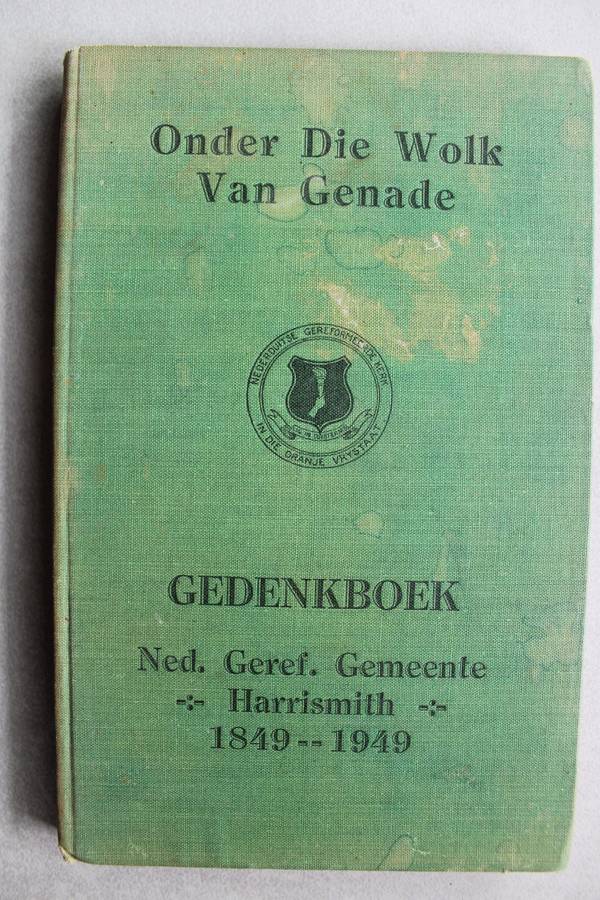 Onder Die Wolk
Van Genade
NEDERDUITSE GEREFORMEERDE KERK
IN DIE ORANJE VRYSTAAT
GEDENKBOEK
Ned. Geref. Gemeente
-:- Harrismith -:-
1849 -- 1949